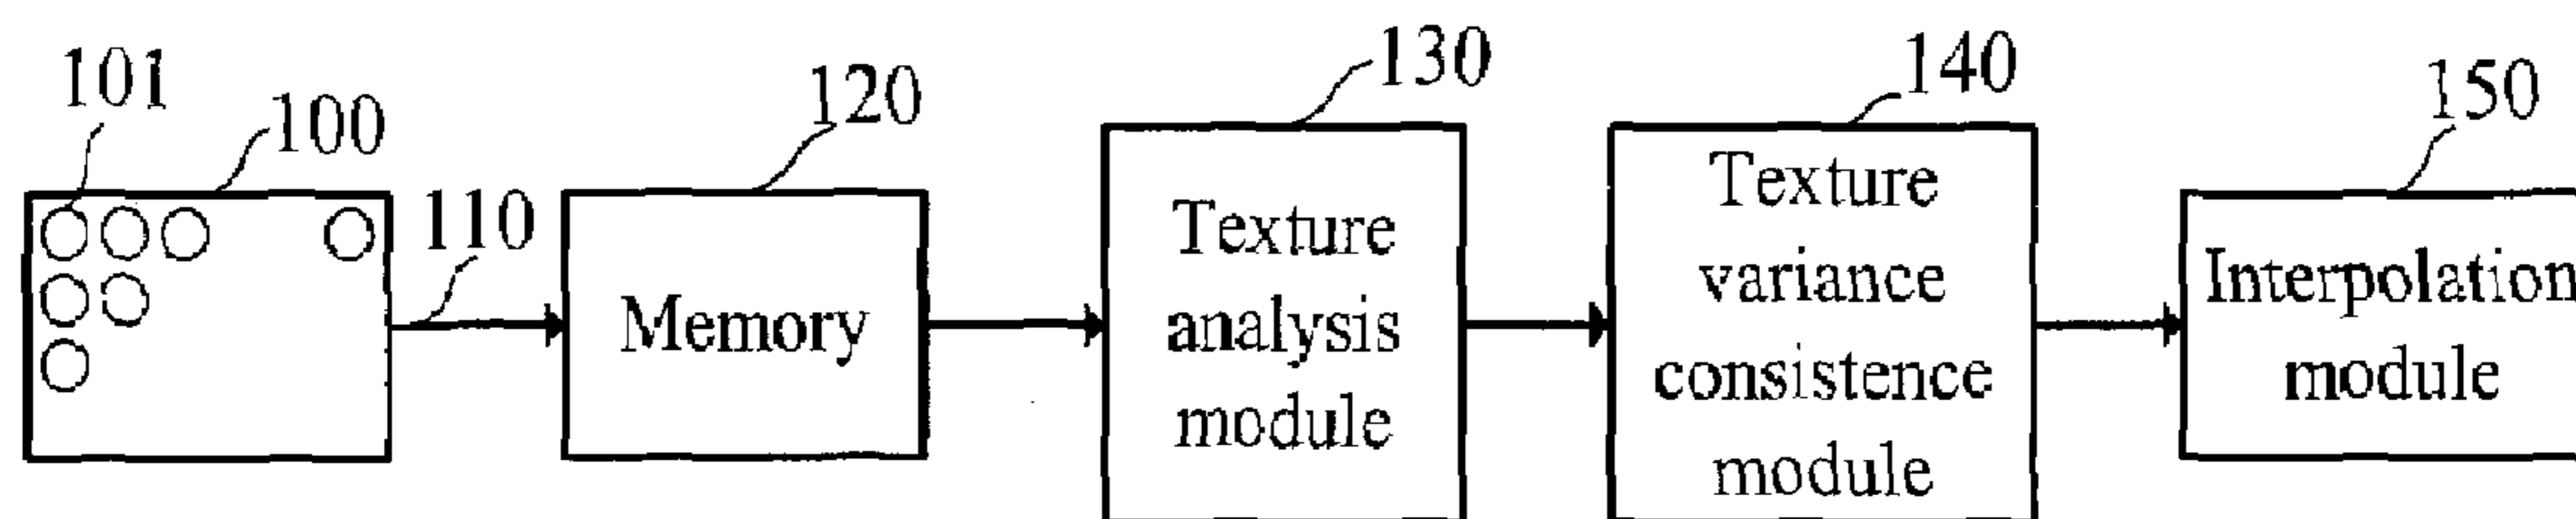 101
100
110
120
130
140
150
Memory
Texture
analysis
module
Texture
variance
consistence
module
Interpolation
module